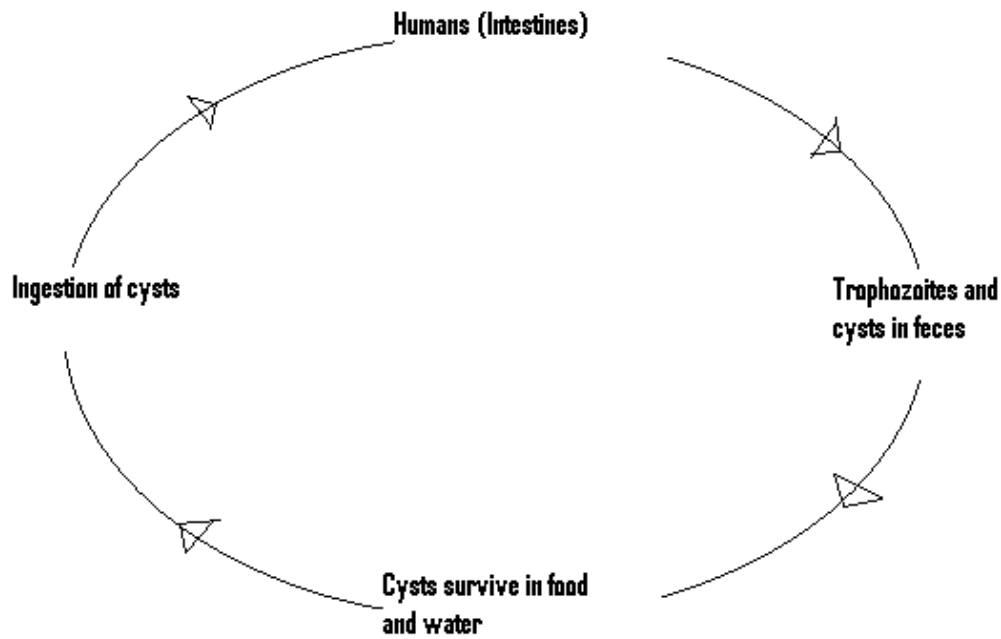 Humans (Intestines)
Ingestion of cysts
Trophozoites and
cysts in feces
Cysts survive in food
and water